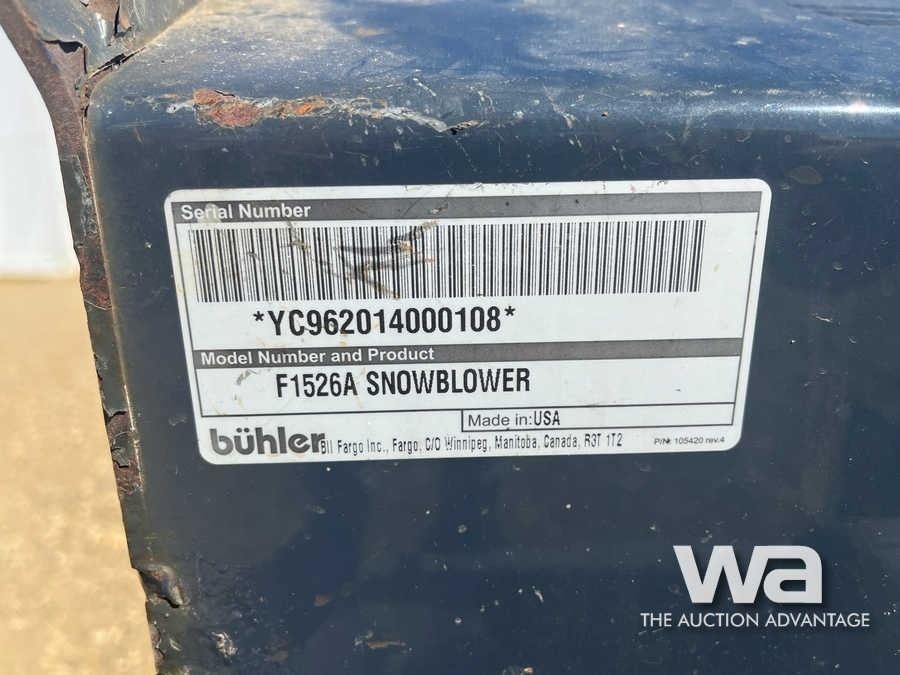 Serial Number
*YC962014000108*
Model Number and Product
F1526A SNOWBLOWER
Made in:USA
bühler BII Fargo Inc., Fargo, C/O Winnipeg, Manitoba, Canada, R3T 1T2
P/N: 105420 rev.4
wa
THE AUCTION ADVANTAGE